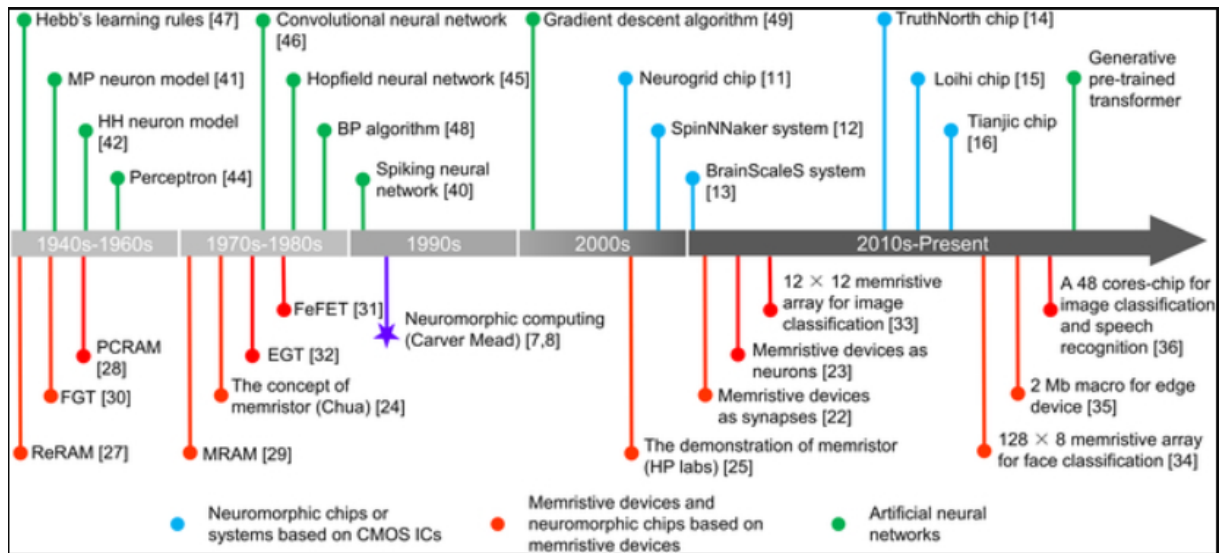 Hebb's learning rules [47]
MP neuron model [41]
HH neuron model
[42]
Perceptron [44]
Convolutional neural network
[46]
Hopfield neural network [45]
BP algorithm [48]
Spiking neural
network [40]
Gradient descent algorithm [49]
Neurogrid chip [11]
SpinNNaker system [12]
BrainScaleS system
[13]
TruthNorth chip [14]
Loihi chip [15]
Tianjic chip
[16]
Generative
pre-trained
transformer
1940s-1960s
1970s-1980s
1990s
2000s
2010s-Present
PCRAM
[28]
FGT [30]
ReRAM [27]
FeFET [31]
EGT [32]
The concept of
memristor (Chua) [24]
MRAM [29]
Neuromorphic computing
(Carver Mead) [7,8]
12 × 12 memristive
array for image
classification [33]
Memristive devices as
neurons [23]
Memristive devices
as synapses [22]
The demonstration of memristor
(HP labs) [25]
A 48 cores-chip for
image classification
and speech
recognition [36]
2 Mb macro for edge
device [35]
128 × 8 memristive array
for face classification [34]
Neuromorphic chips or
systems based on CMOS ICs
Memristive devices and
neuromorphic chips based on
memristive devices
Artificial neural
networks